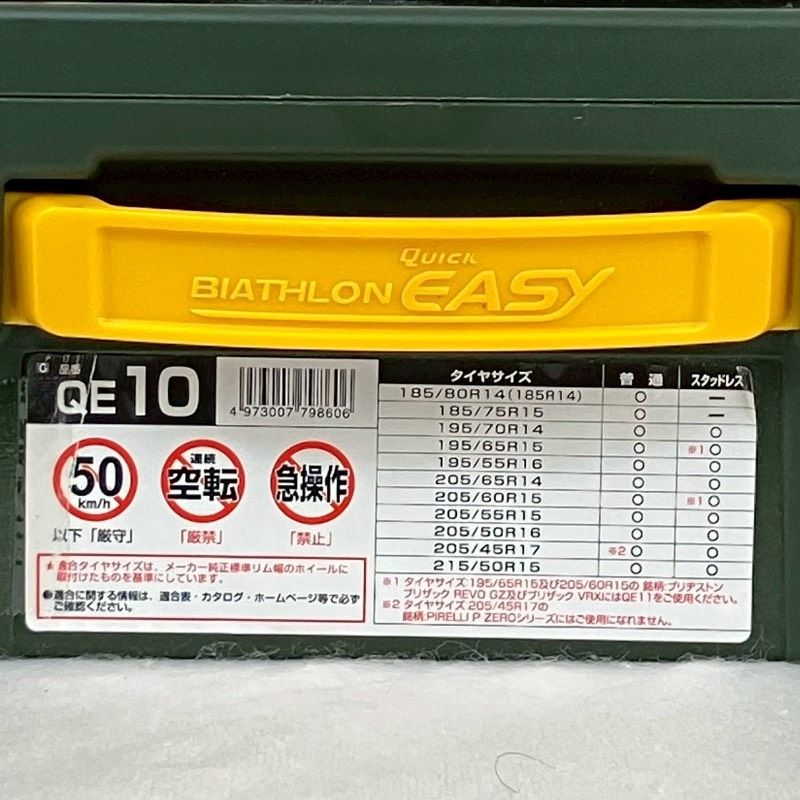 QUICK
BIATHLON EASY
G 品番
QE10
4 973007 798606
50
km/h
以下「厳守」
連続
空転
「厳禁」
急操作
「禁止」
★適合タイヤサイズは、メーカー純正標準リム幅のホイールに
取付けたものを基準にしています。
●適合に関する情報は、適合表・カタログ・ホームページ等で必ず
ご確認ください。
タイヤサイズ 普通 スタッドレス
185/80R14(185R14) ○ ー
185/75R15 ○ ー
195/70R14 ○ ○
195/65R15 ○ ※1○
195/55R16 ○ ○
205/65R14 ○ ○
205/60R15 ○ ※1○
205/55R15 ○ ○
205/50R16 ○ ○
205/45R17 ※2○ ○
215/50R15 ○ ○
※1 タイヤサイズ:195/65R15及び205/60R15の 銘柄:ブリヂストン
ブリザック REVO GZ及びブリザック VRXにはQE11をご使用ください。
※2 タイヤサイズ 205/45R17の
銘柄:PIRELLI P ZEROシリーズにはご使用になれません。